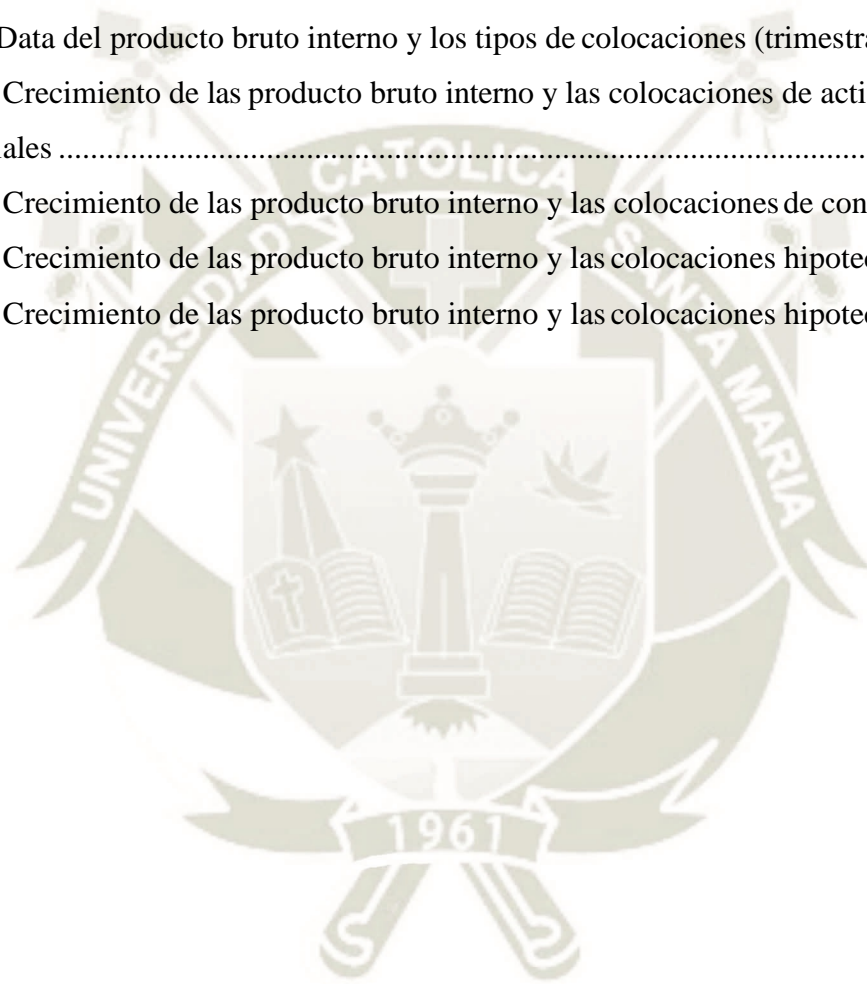 Data del producto bruto interno y los tipos de colocaciones (trimestra
Crecimiento de las producto bruto interno y las colocaciones de acti
ales ........................................................................................
Crecimiento de las producto bruto interno y las colocaciones de con
Crecimiento de las producto bruto interno y las colocaciones hipote
Crecimiento de las producto bruto interno y las colocaciones hipote
UNIVERSIDAD CATOLICA SANTA MARIA
1961